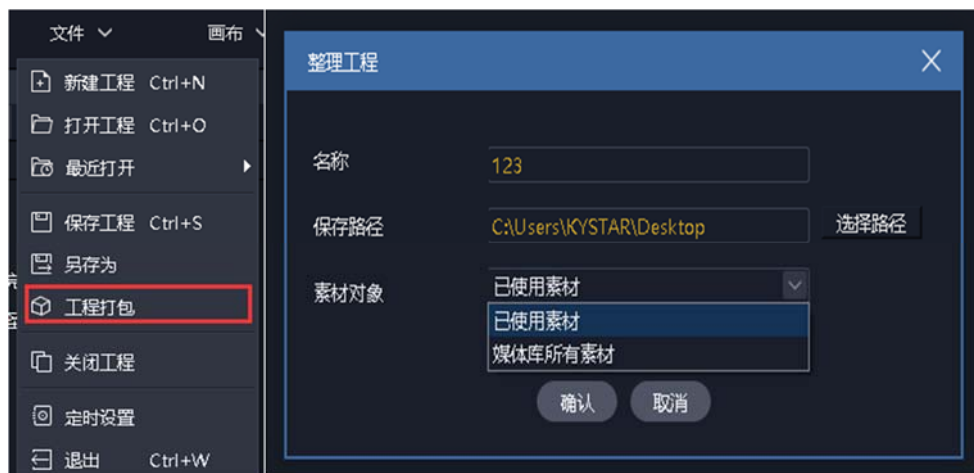 文件
画布
新建工程 Ctrl+N
打开工程 Ctrl+O
最近打开
保存工程 Ctrl+S
另存为
工程打包
关闭工程
定时设置
退出 Ctrl+W
整理工程
名称
123
保存路径
C:\Users\KYSTAR\Desktop
选择路径
素材对象
已使用素材
已使用素材
媒体库所有素材
确认
取消